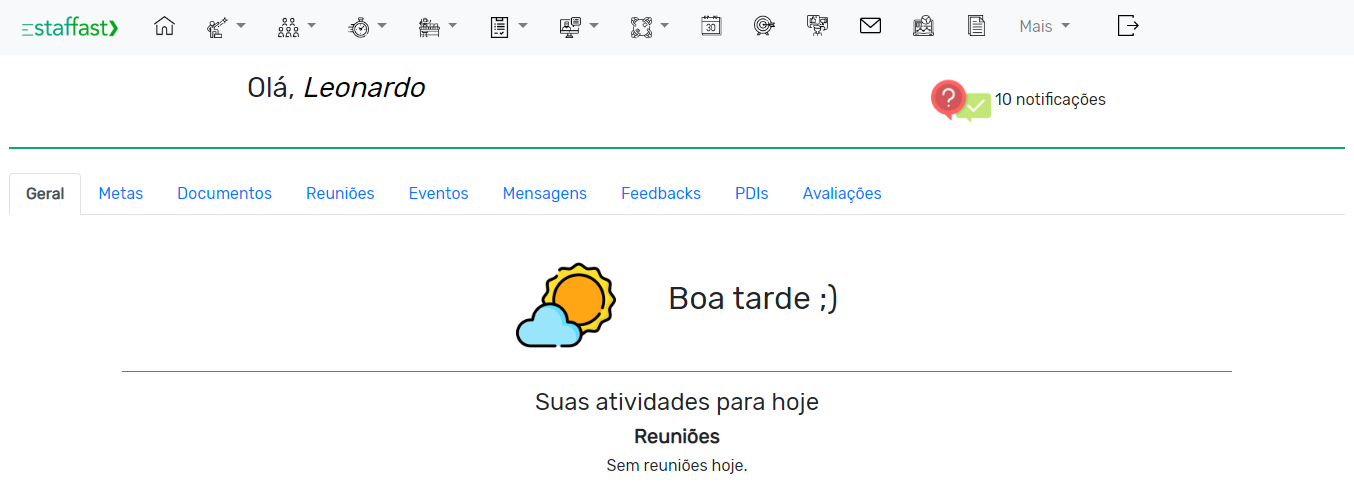 staffast
30
Mais
Olá, Leonardo
? 10 notificações
Geral Metas Documentos Reuniões Eventos Mensagens Feedbacks PDIs Avaliações
Boa tarde ;)
Suas atividades para hoje
Reuniões
Sem reuniões hoje.